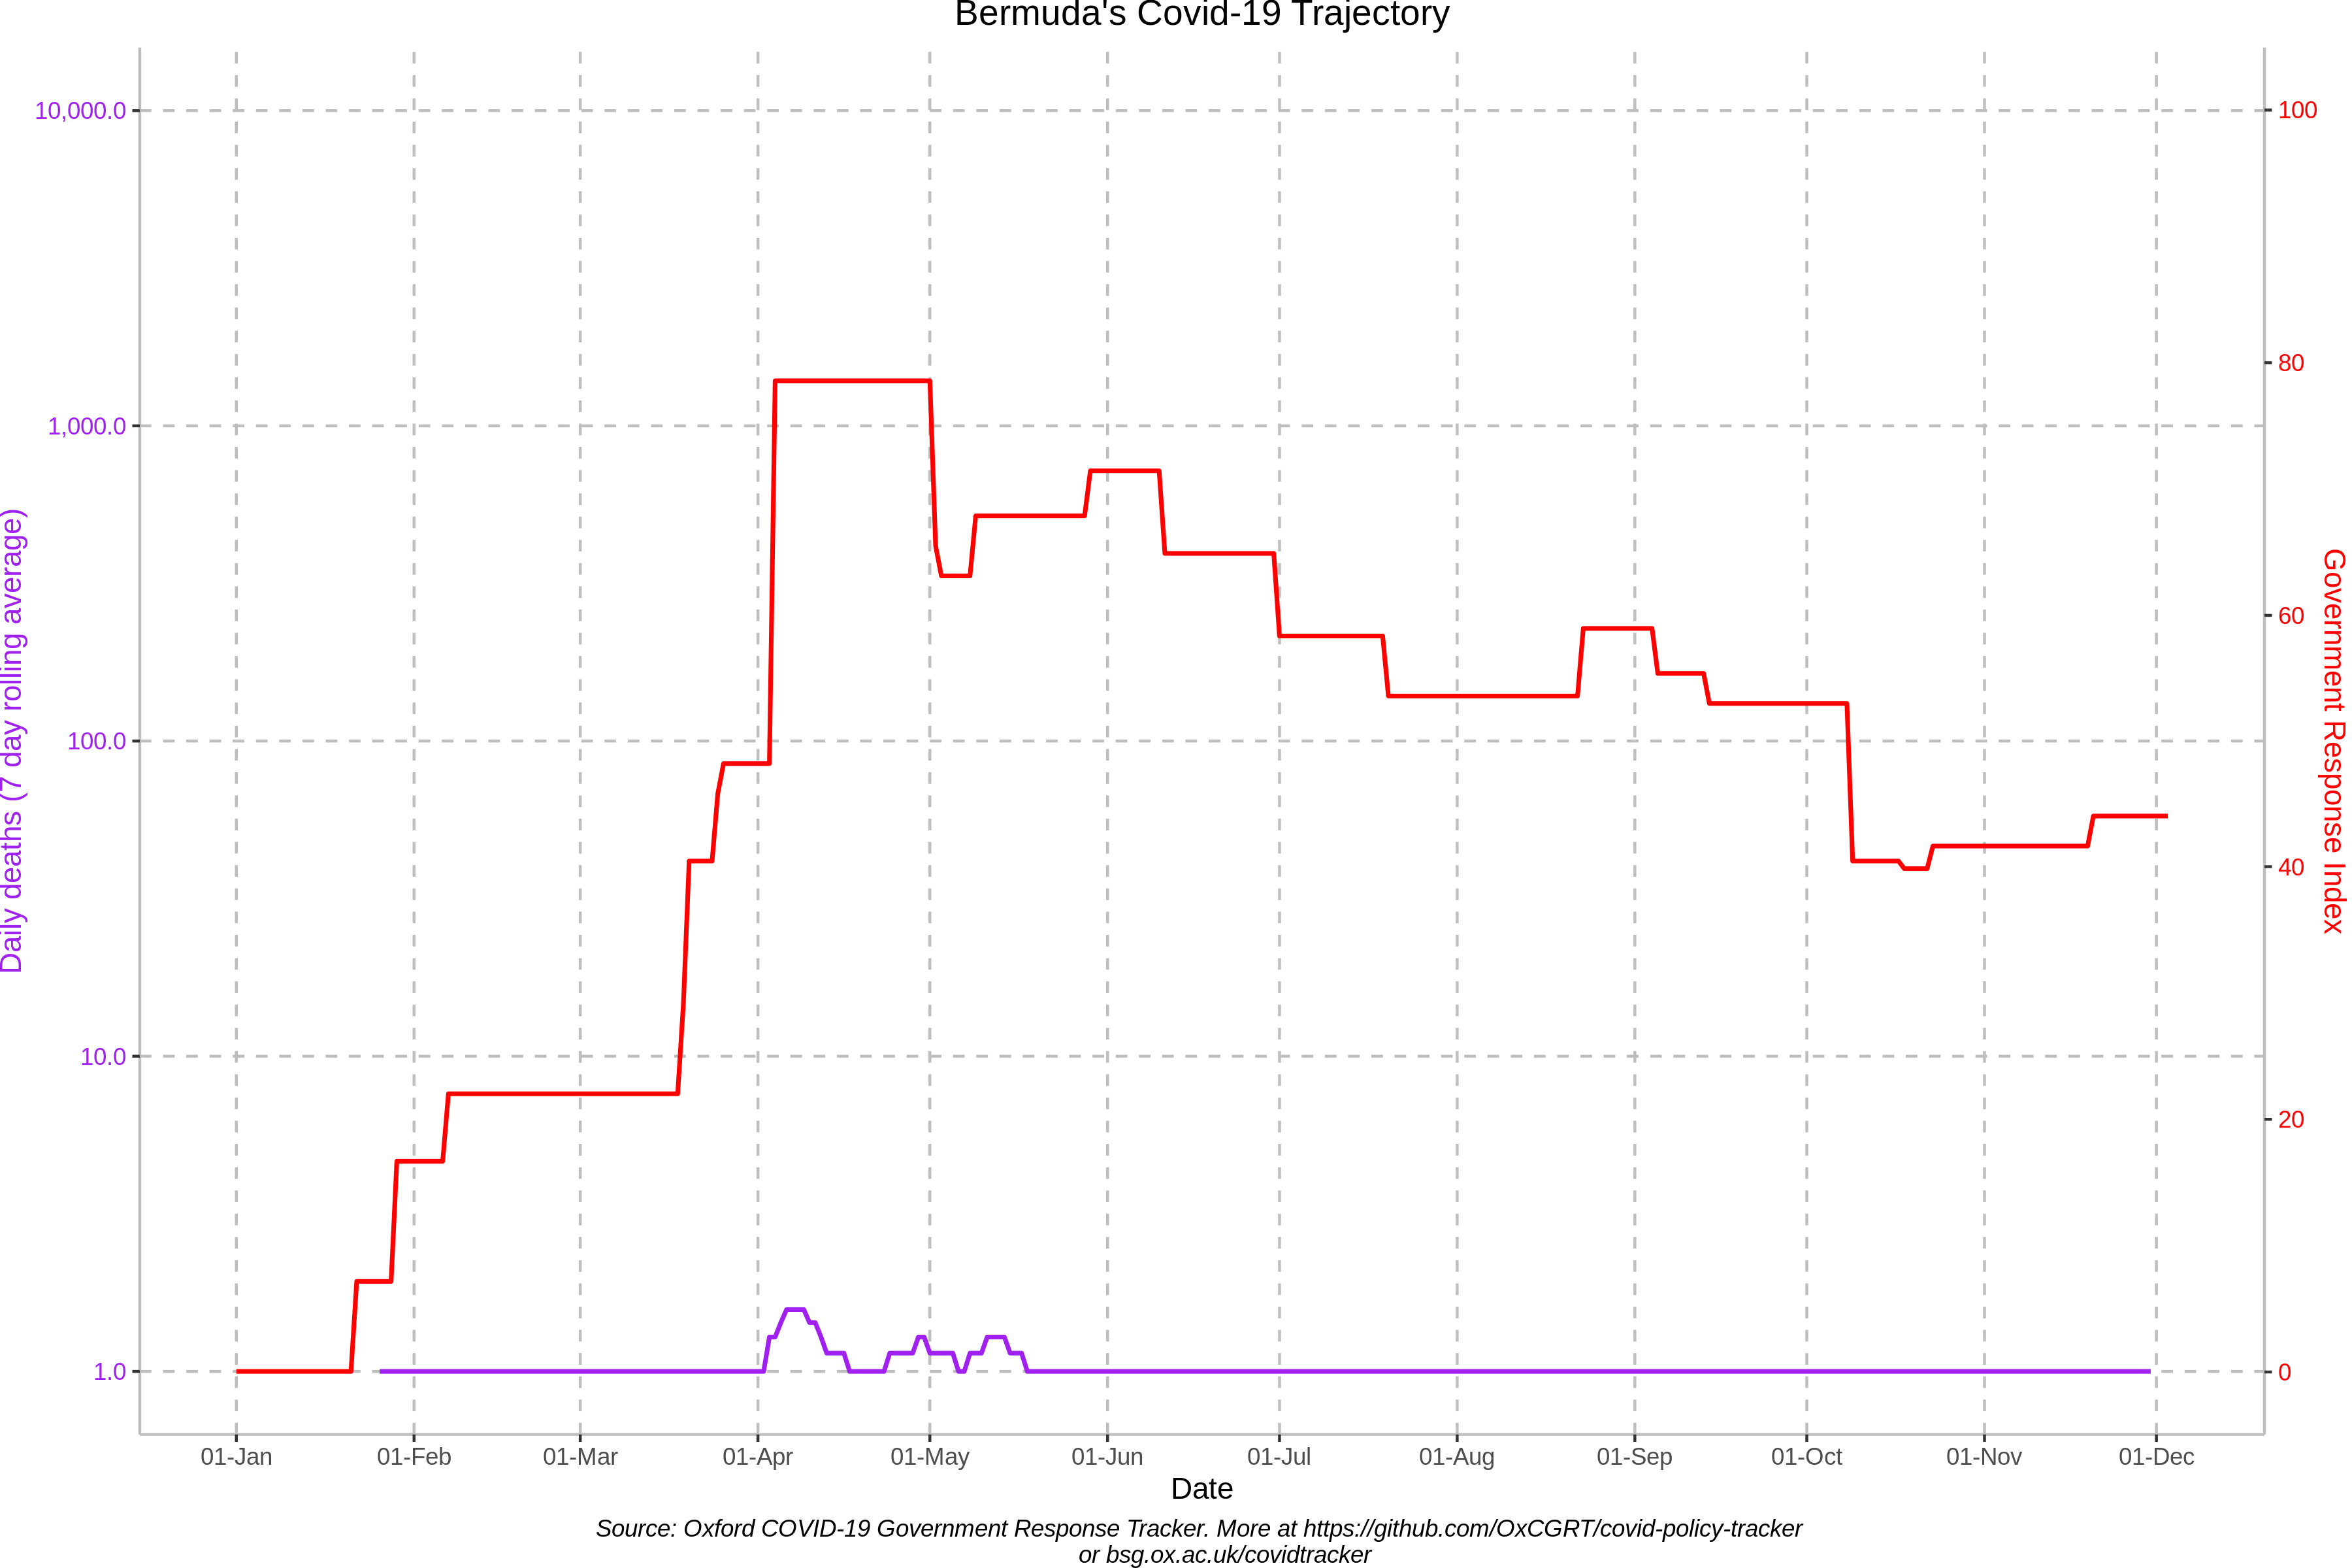 Bermuda's Covid-19 Trajectory
10,000.0
1,000.0
100.0
10.0
1.0
Daily deaths (7 day rolling average)
100
80
60
40
20
0
Government Response Index
01-Jan 01-Feb 01-Mar 01-Apr 01-May 01-Jun 01-Jul 01-Aug 01-Sep 01-Oct 01-Nov 01-Dec
Date
Source: Oxford COVID-19 Government Response Tracker. More at https://github.com/OxCGRT/covid-policy-tracker
or bsg.ox.ac.uk/covidtracker